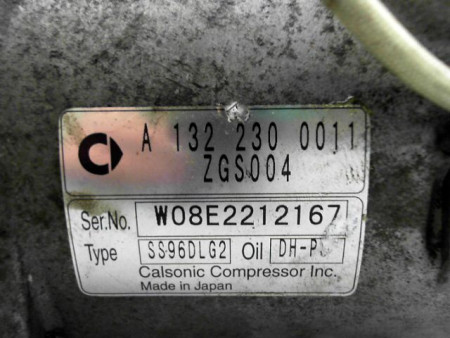 A 132 230 0011
ZGS004
Ser.No. W08E2212167
Type SS96DLG2 Oil DH-P
Calsonic Compressor Inc.
Made in Japan